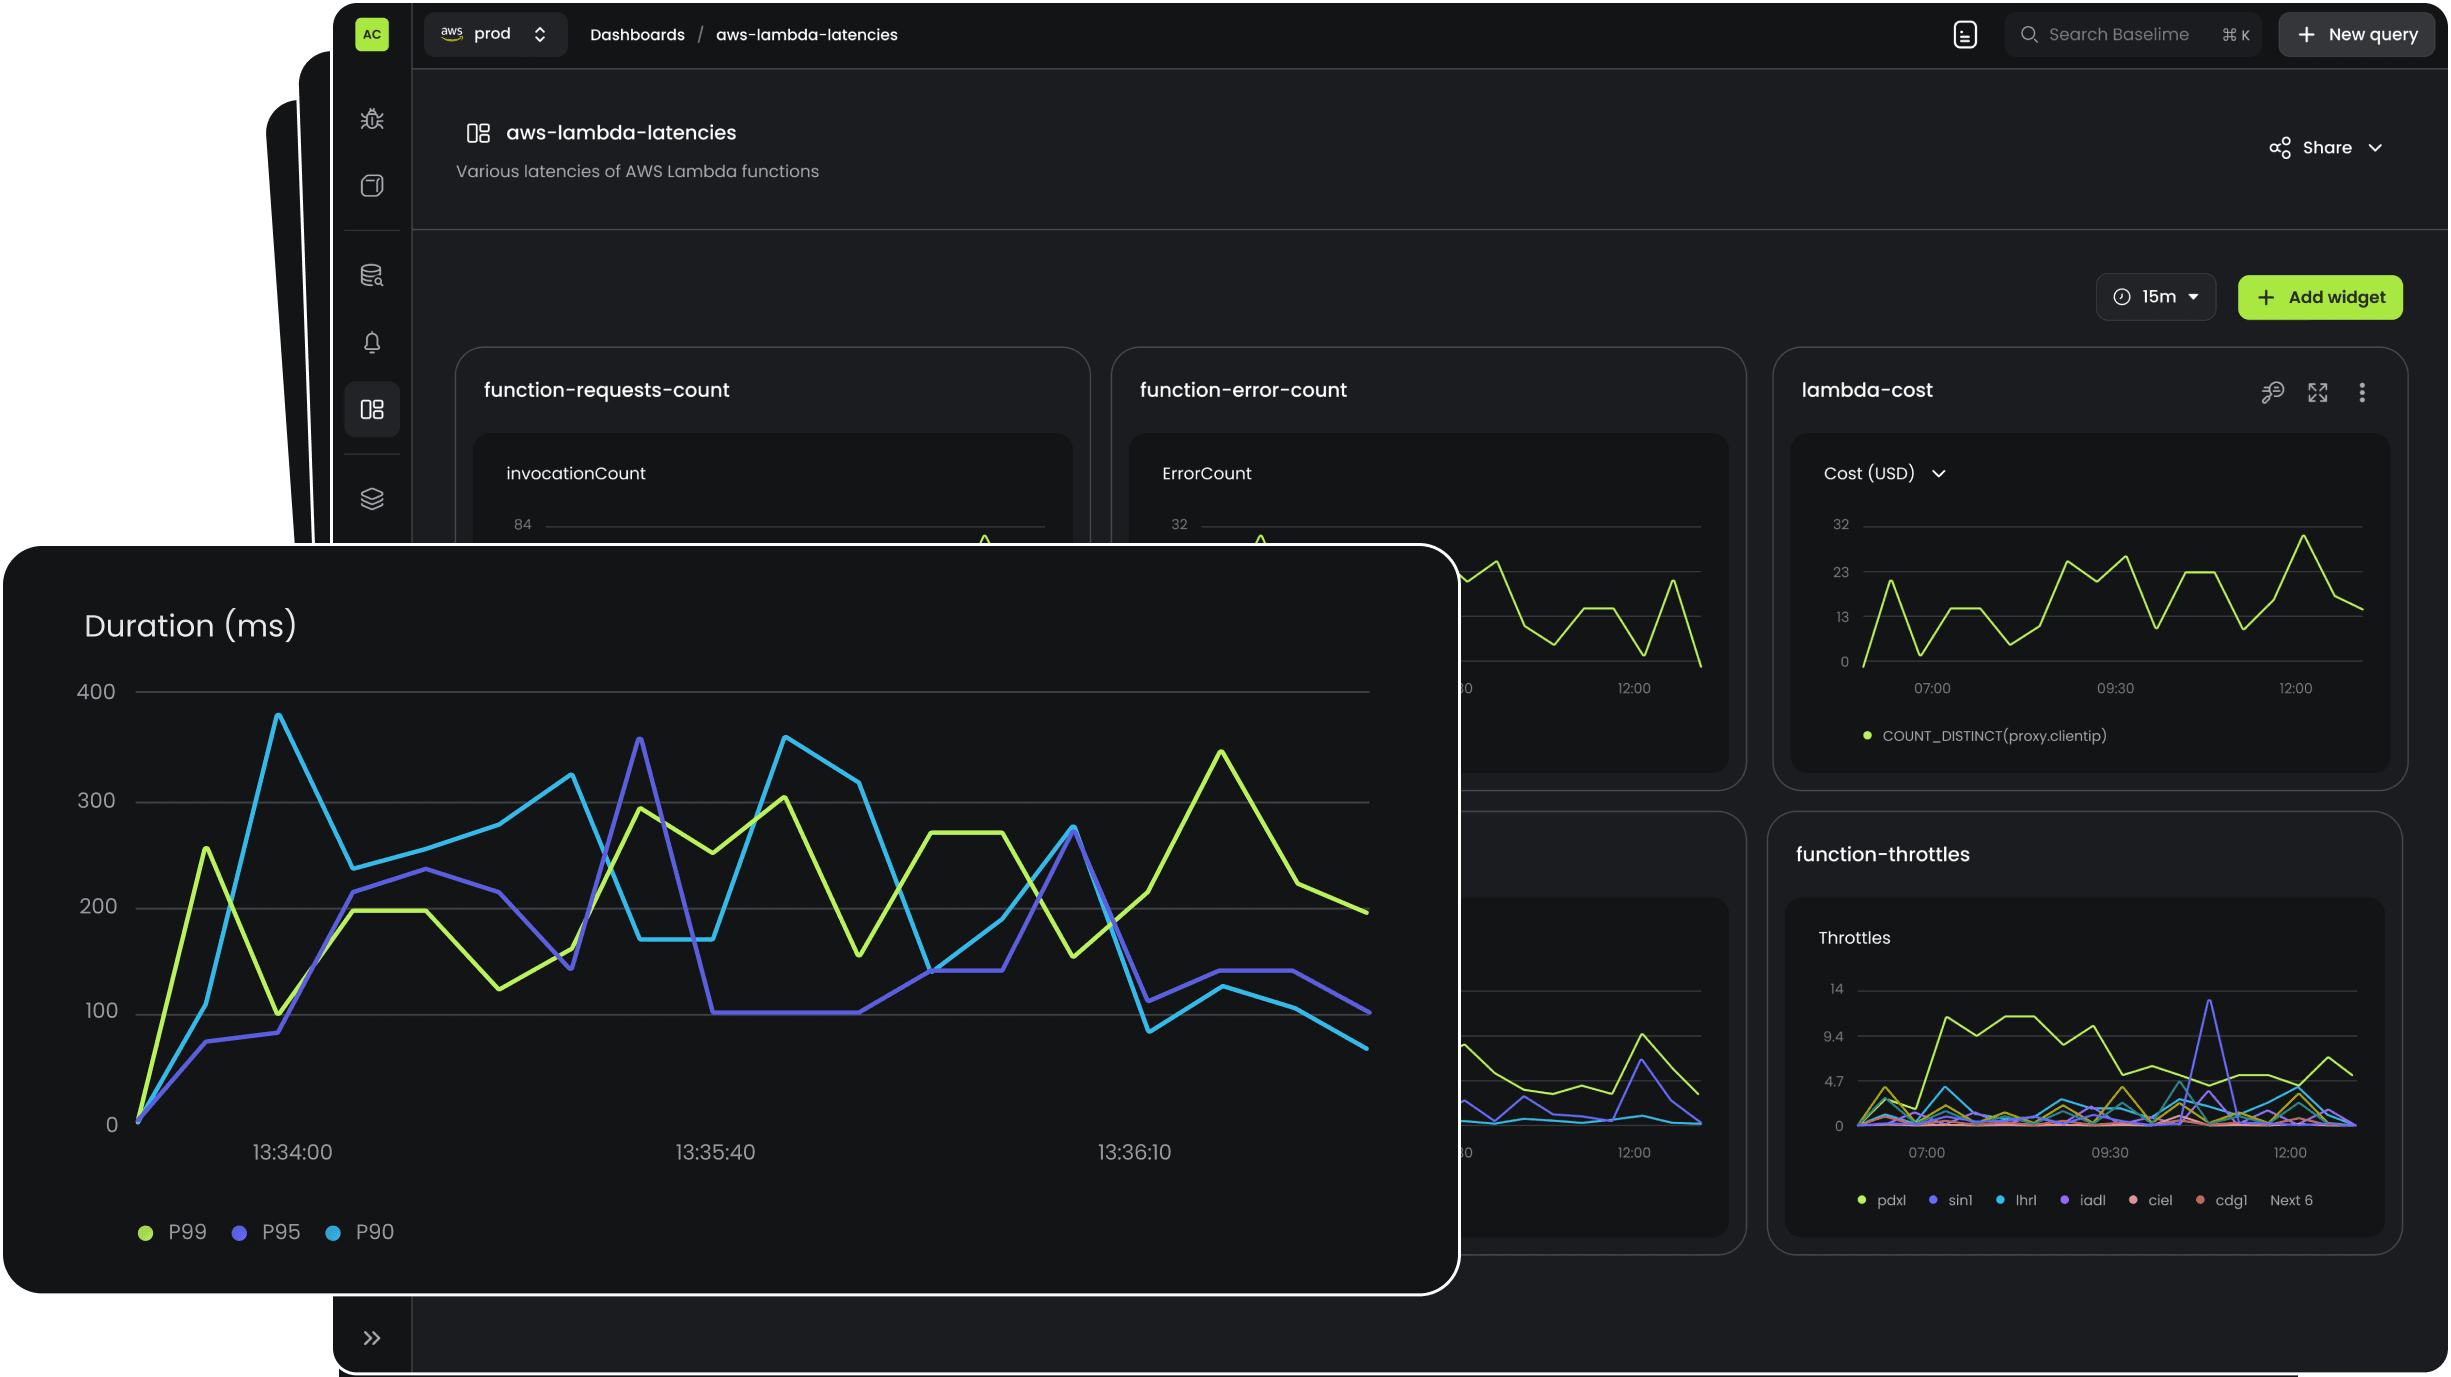 AC
aws prod
Dashboards / aws-lambda-latencies
Search Baselime ⌘ K
+ New query
aws-lambda-latencies
Various latencies of AWS Lambda functions
Share
15m
+ Add widget
function-requests-count
invocationCount
84
function-error-count
ErrorCount
32
30
12:00
lambda-cost
Cost (USD)
32
23
13
0
07:00 09:30 12:00
COUNT_DISTINCT(proxy.clientip)
Duration (ms)
400
300
200
100
0
13:34:00 13:35:40 13:36:10
P99 P95 P90
30 12:00
function-throttles
Throttles
14
9.4
4.7
0
07:00 09:30 12:00
pdxl sin1 lhrl iadl ciel cdg1 Next 6